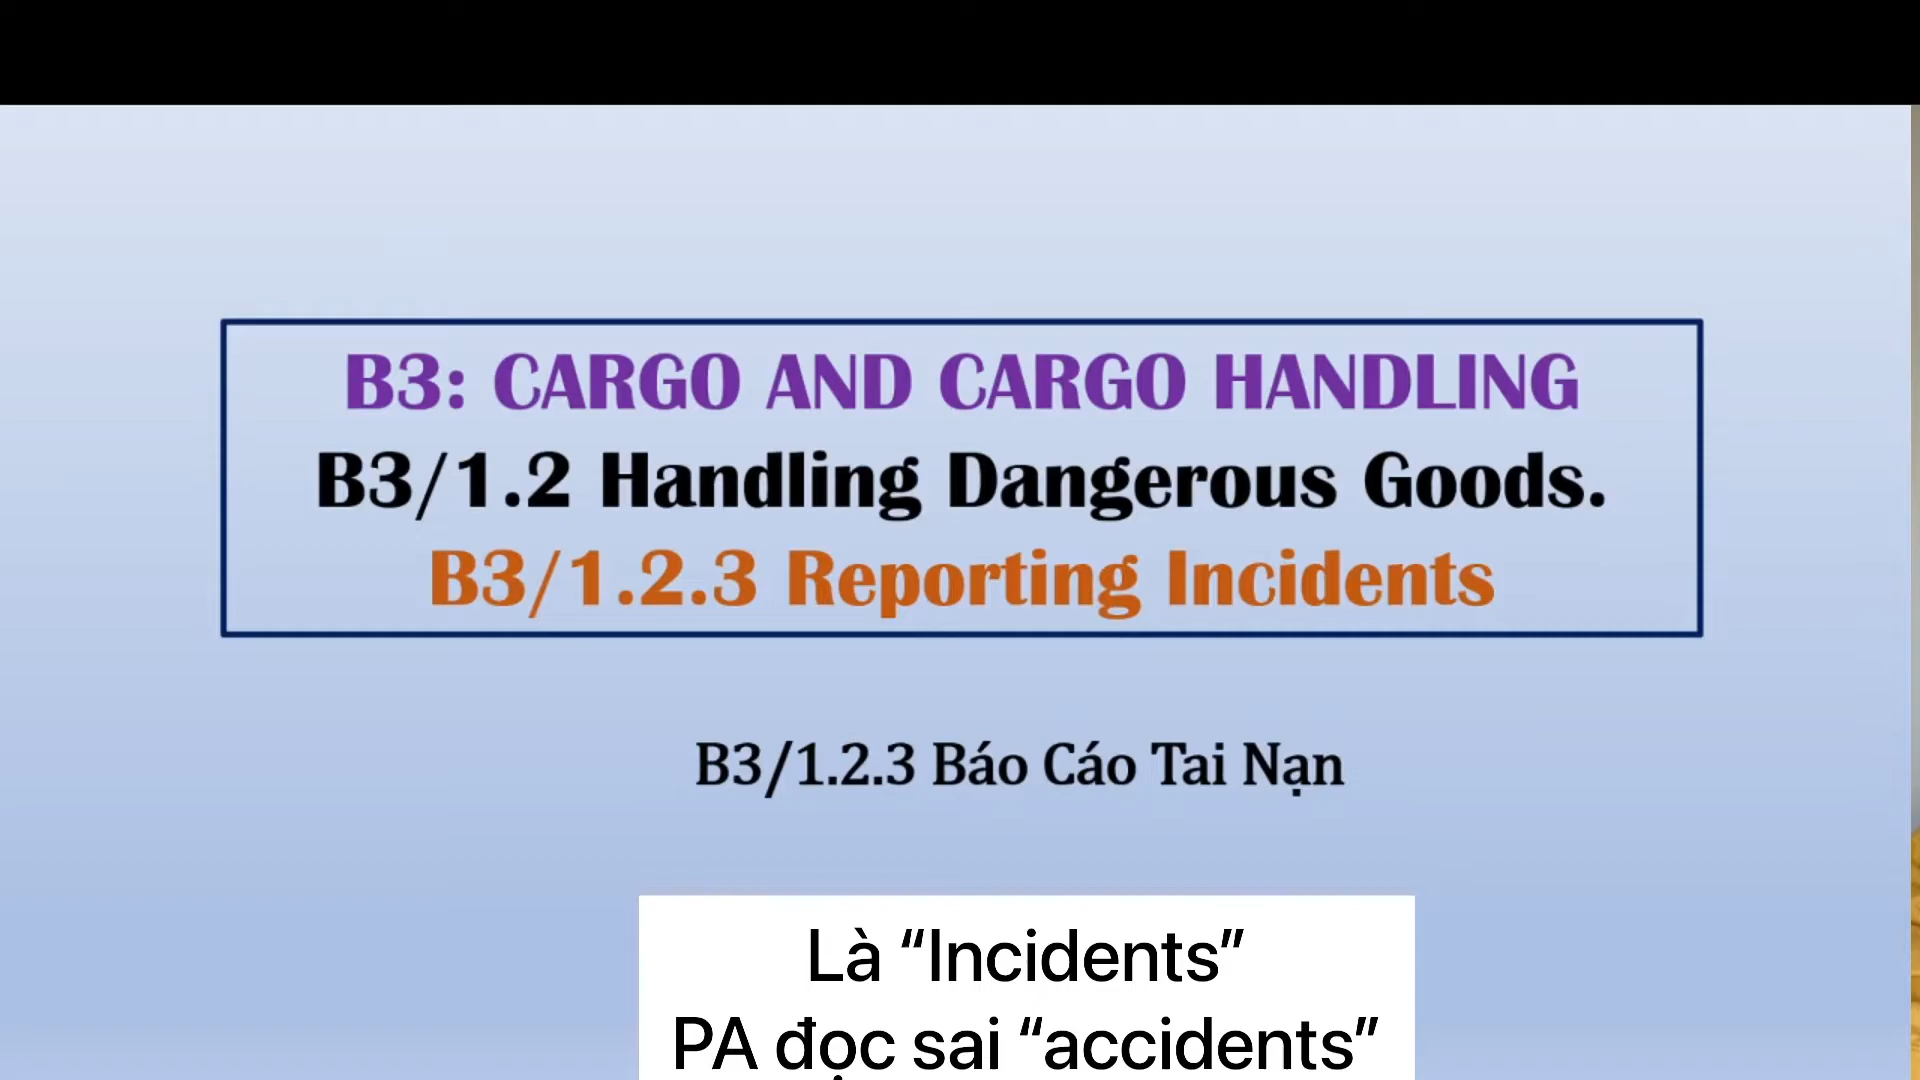 B3: CARGO AND CARGO HANDLING
B3/1.2 Handling Dangerous Goods.
B3/1.2.3 Reporting Incidents
B3/1.2.3 Báo Cáo Tai Nạn
Là “Incidents”
PA đọc sai “accidents”